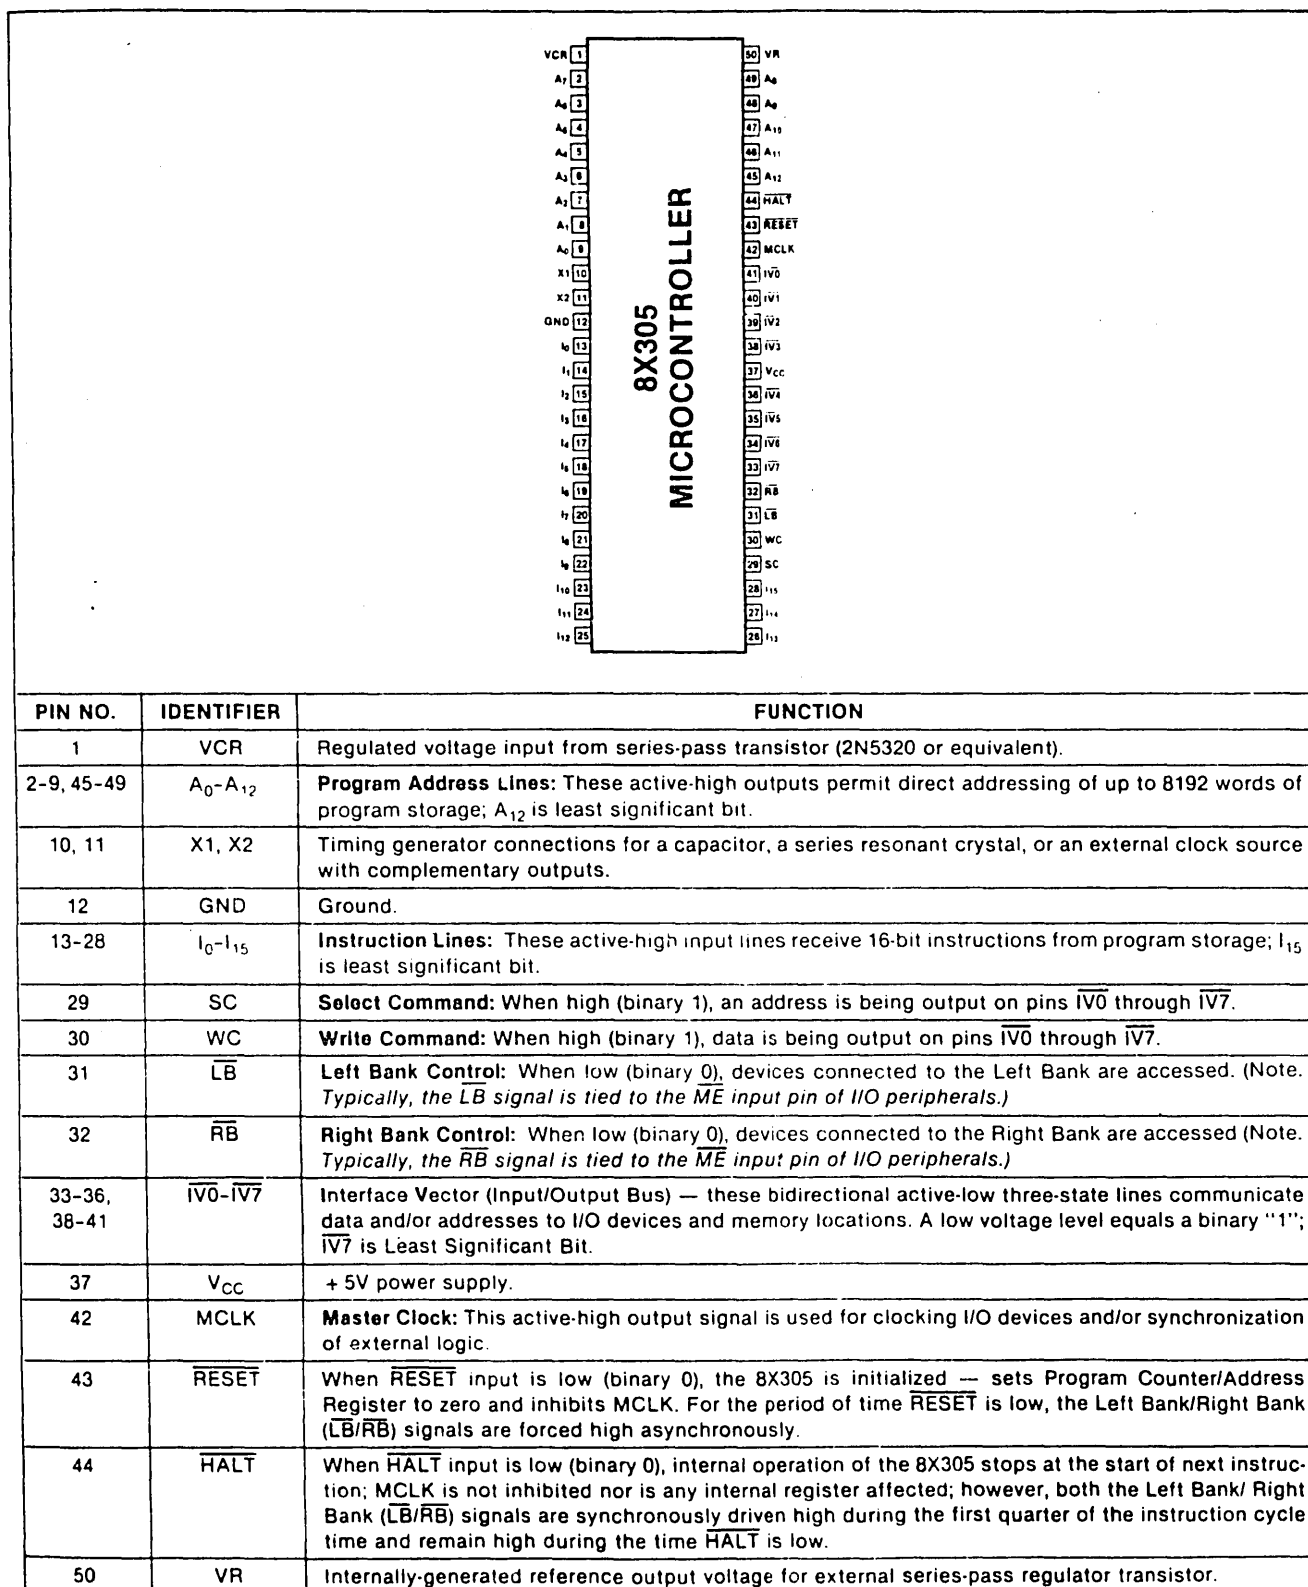 VCR 1 50 VR
A7 2 49 A8
A6 3 48 A9
A5 4 47 A10
A4 5 46 A11
A3 6 45 A12
A2 7 44 HALT
A1 8 43 RESET
A0 9 42 MCLK
X1 10 41 IV0
X2 11 40 IV1
GND 12 39 IV2
I0 13 38 IV3
I1 14 37 VCC
I2 15 36 IV4
I3 16 35 IV5
I4 17 34 IV6
I5 18 33 IV7
I6 19 32 RB
I7 20 31 LB
I8 21 30 WC
I9 22 29 SC
I10 23 28 I15
I11 24 27 I14
I12 25 26 I13
8X305
MICROCONTROLLER
PIN NO. IDENTIFIER FUNCTION
1 VCR Regulated voltage input from series-pass transistor (2N5320 or equivalent).
2-9, 45-49 A0-A12 Program Address Lines: These active-high outputs permit direct addressing of up to 8192 words of
program storage; A12 is least significant bit.
10, 11 X1, X2 Timing generator connections for a capacitor, a series resonant crystal, or an external clock source
with complementary outputs.
12 GND Ground.
13-28 I0-I15 Instruction Lines: These active-high input lines receive 16-bit instructions from program storage; I15
is least significant bit.
29 SC Select Command: When high (binary 1), an address is being output on pins IV0 through IV7.
30 WC Write Command: When high (binary 1), data is being output on pins IV0 through IV7.
31 LB Left Bank Control: When low (binary 0), devices connected to the Left Bank are accessed. (Note.
Typically, the LB signal is tied to the ME input pin of I/O peripherals.)
32 RB Right Bank Control: When low (binary 0), devices connected to the Right Bank are accessed (Note.
Typically, the RB signal is tied to the ME input pin of I/O peripherals.)
33-36, IV0-IV7 Interface Vector (Input/Output Bus) — these bidirectional active-low three-state lines communicate
38-41 data and/or addresses to I/O devices and memory locations. A low voltage level equals a binary "1";
IV7 is Least Significant Bit.
37 VCC + 5V power supply.
42 MCLK Master Clock: This active-high output signal is used for clocking I/O devices and/or synchronization
of external logic.
43 RESET When RESET input is low (binary 0), the 8X305 is initialized — sets Program Counter/Address
Register to zero and inhibits MCLK. For the period of time RESET is low, the Left Bank/Right Bank
(LB/RB) signals are forced high asynchronously.
44 HALT When HALT input is low (binary 0), internal operation of the 8X305 stops at the start of next instruc-
tion; MCLK is not inhibited nor is any internal register affected; however, both the Left Bank/ Right
Bank (LB/RB) signals are synchronously driven high during the first quarter of the instruction cycle
time and remain high during the time HALT is low.
50 VR Internally-generated reference output voltage for external series-pass regulator transistor.